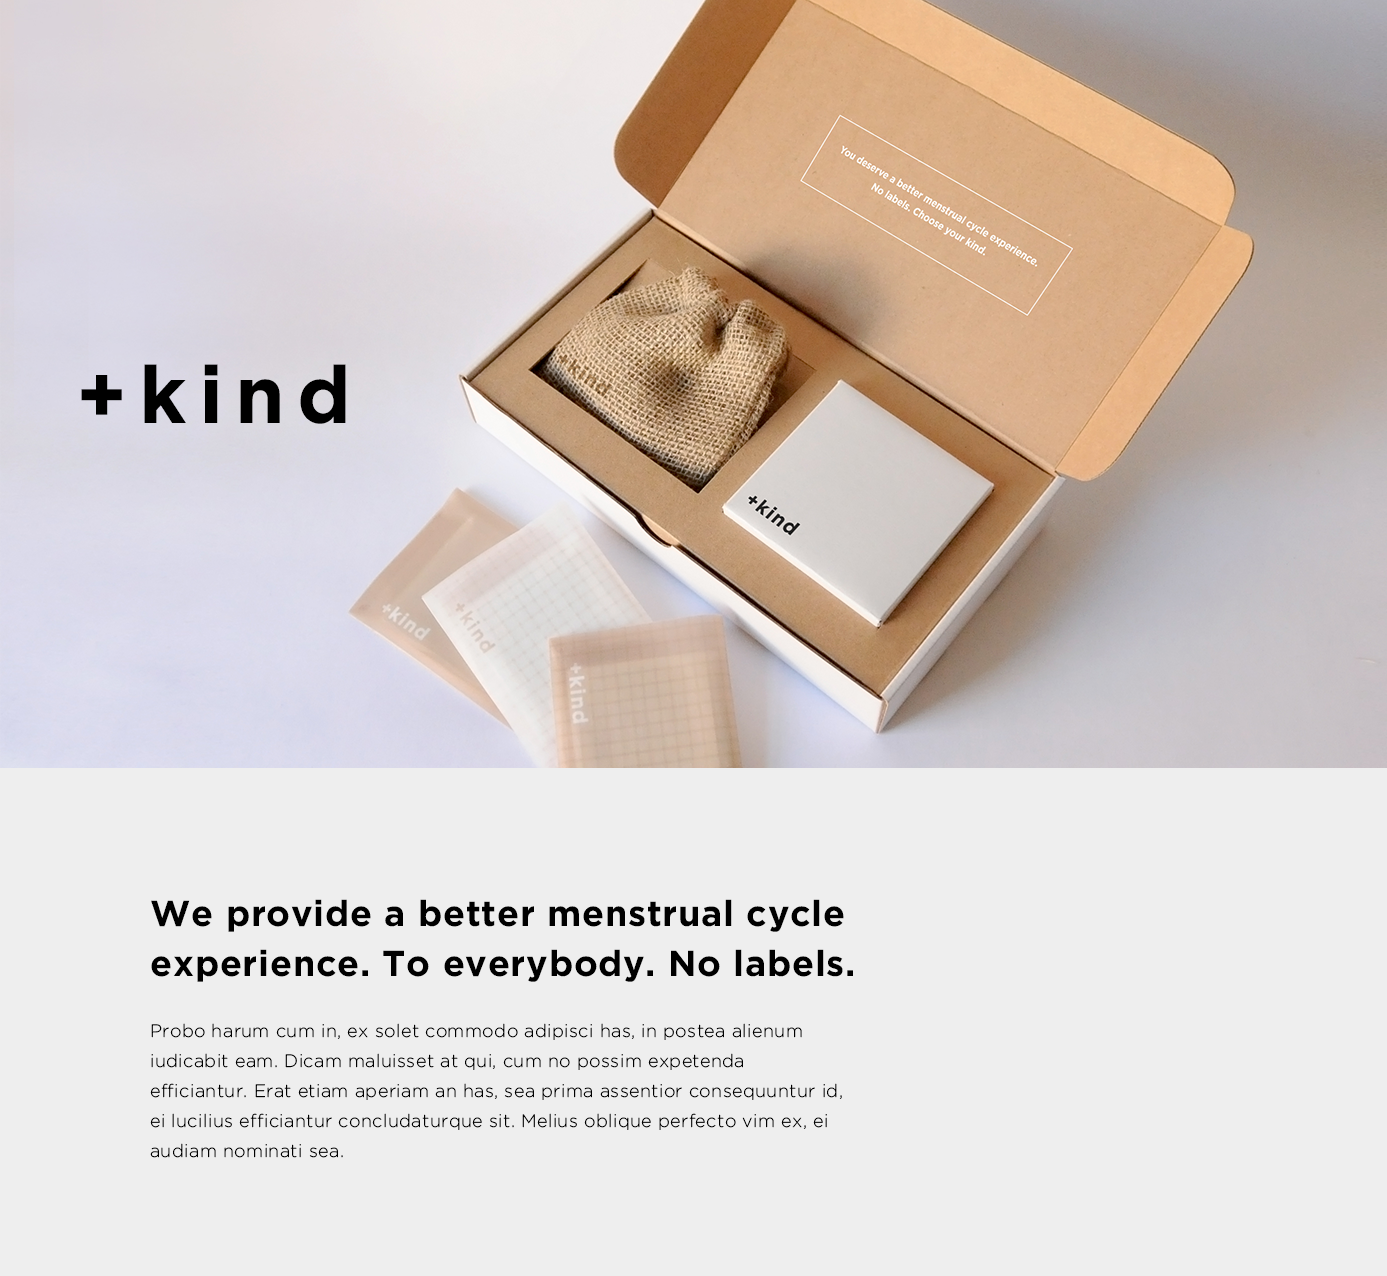 You deserve a better menstrual cycle experience.
No labels. Choose your kind.
+kind
+kind
+kind
+kind
+kind
+kind
We provide a better menstrual cycle
experience. To everybody. No labels.
Probo harum cum in, ex solet commodo adipisci has, in postea alienum
iudicabit eam. Dicam maluisset at qui, cum no possim expetenda
efficiantur. Erat etiam aperiam an has, sea prima assentior consequuntur id,
ei lucilius efficiantur concludaturque sit. Melius oblique perfecto vim ex, ei
audiam nominati sea.